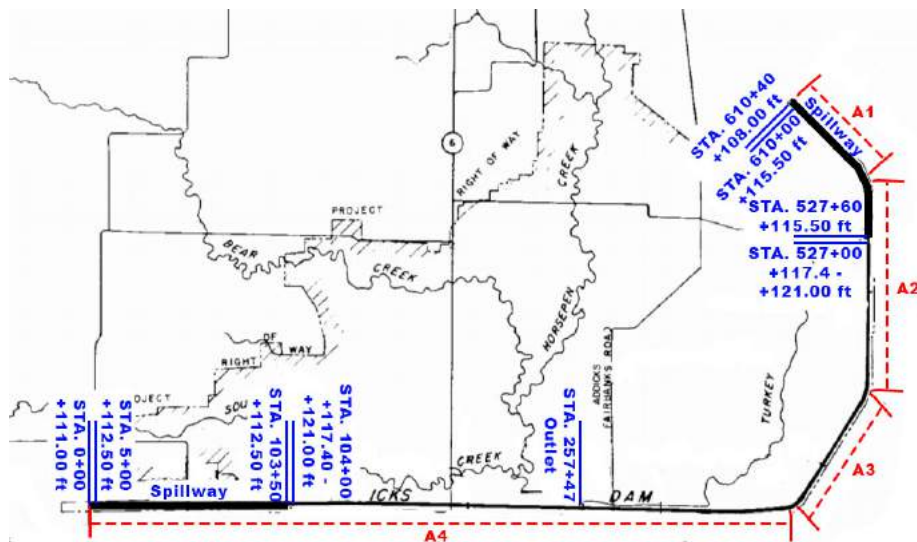 STA. 610+40
+108.00 ft
STA. 610+00
+115.50 ft
Spillway
A1
6
RIGHT OF WAY
CREEK
HORSEPEN
STA. 527+60
+115.50 ft
STA. 527+00
+117.4 -
+121.00 ft
A2
PROJECT
BEAR
CREEK
OF
RIGHT
WAY
OJECT
SOU
ADDICKS
FAIRBANKS ROAD
TURKEY
STA. 0+00
+111.00 ft
STA. 5+00
+112.50 ft
STA. 103+50
+112.50 ft
STA. 104+00
+117.40 -
+121.00 ft
STA. 257+47
Outlet
CREEK
Spillway
ICKS
DAM
A3
A4